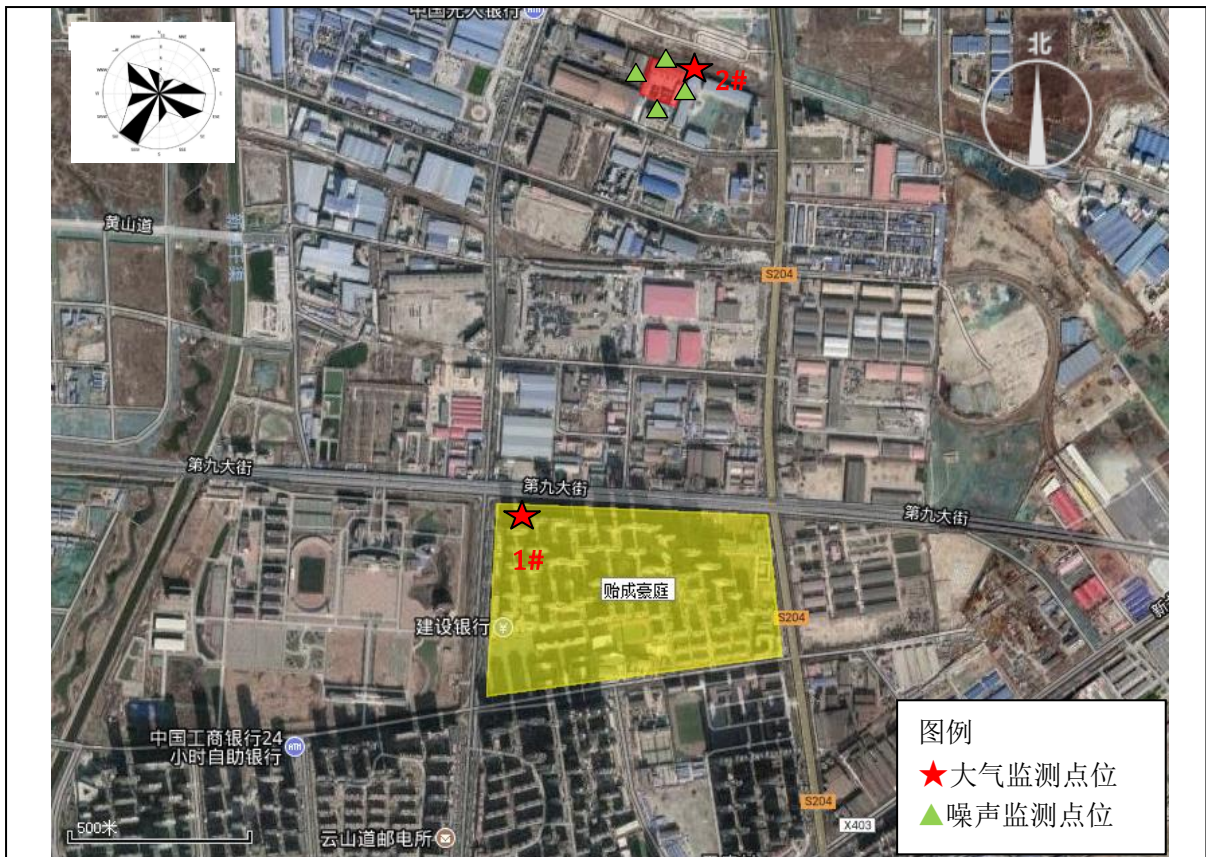 中国光大银行
北
2#
黄山道
S204
第九大街
第九大街
第九大街
1#
贻成豪庭
建设银行
S204
中国工商银行24
小时自助银行
S204
X403
500米
云山道邮电所
图例
大气监测点位
噪声监测点位